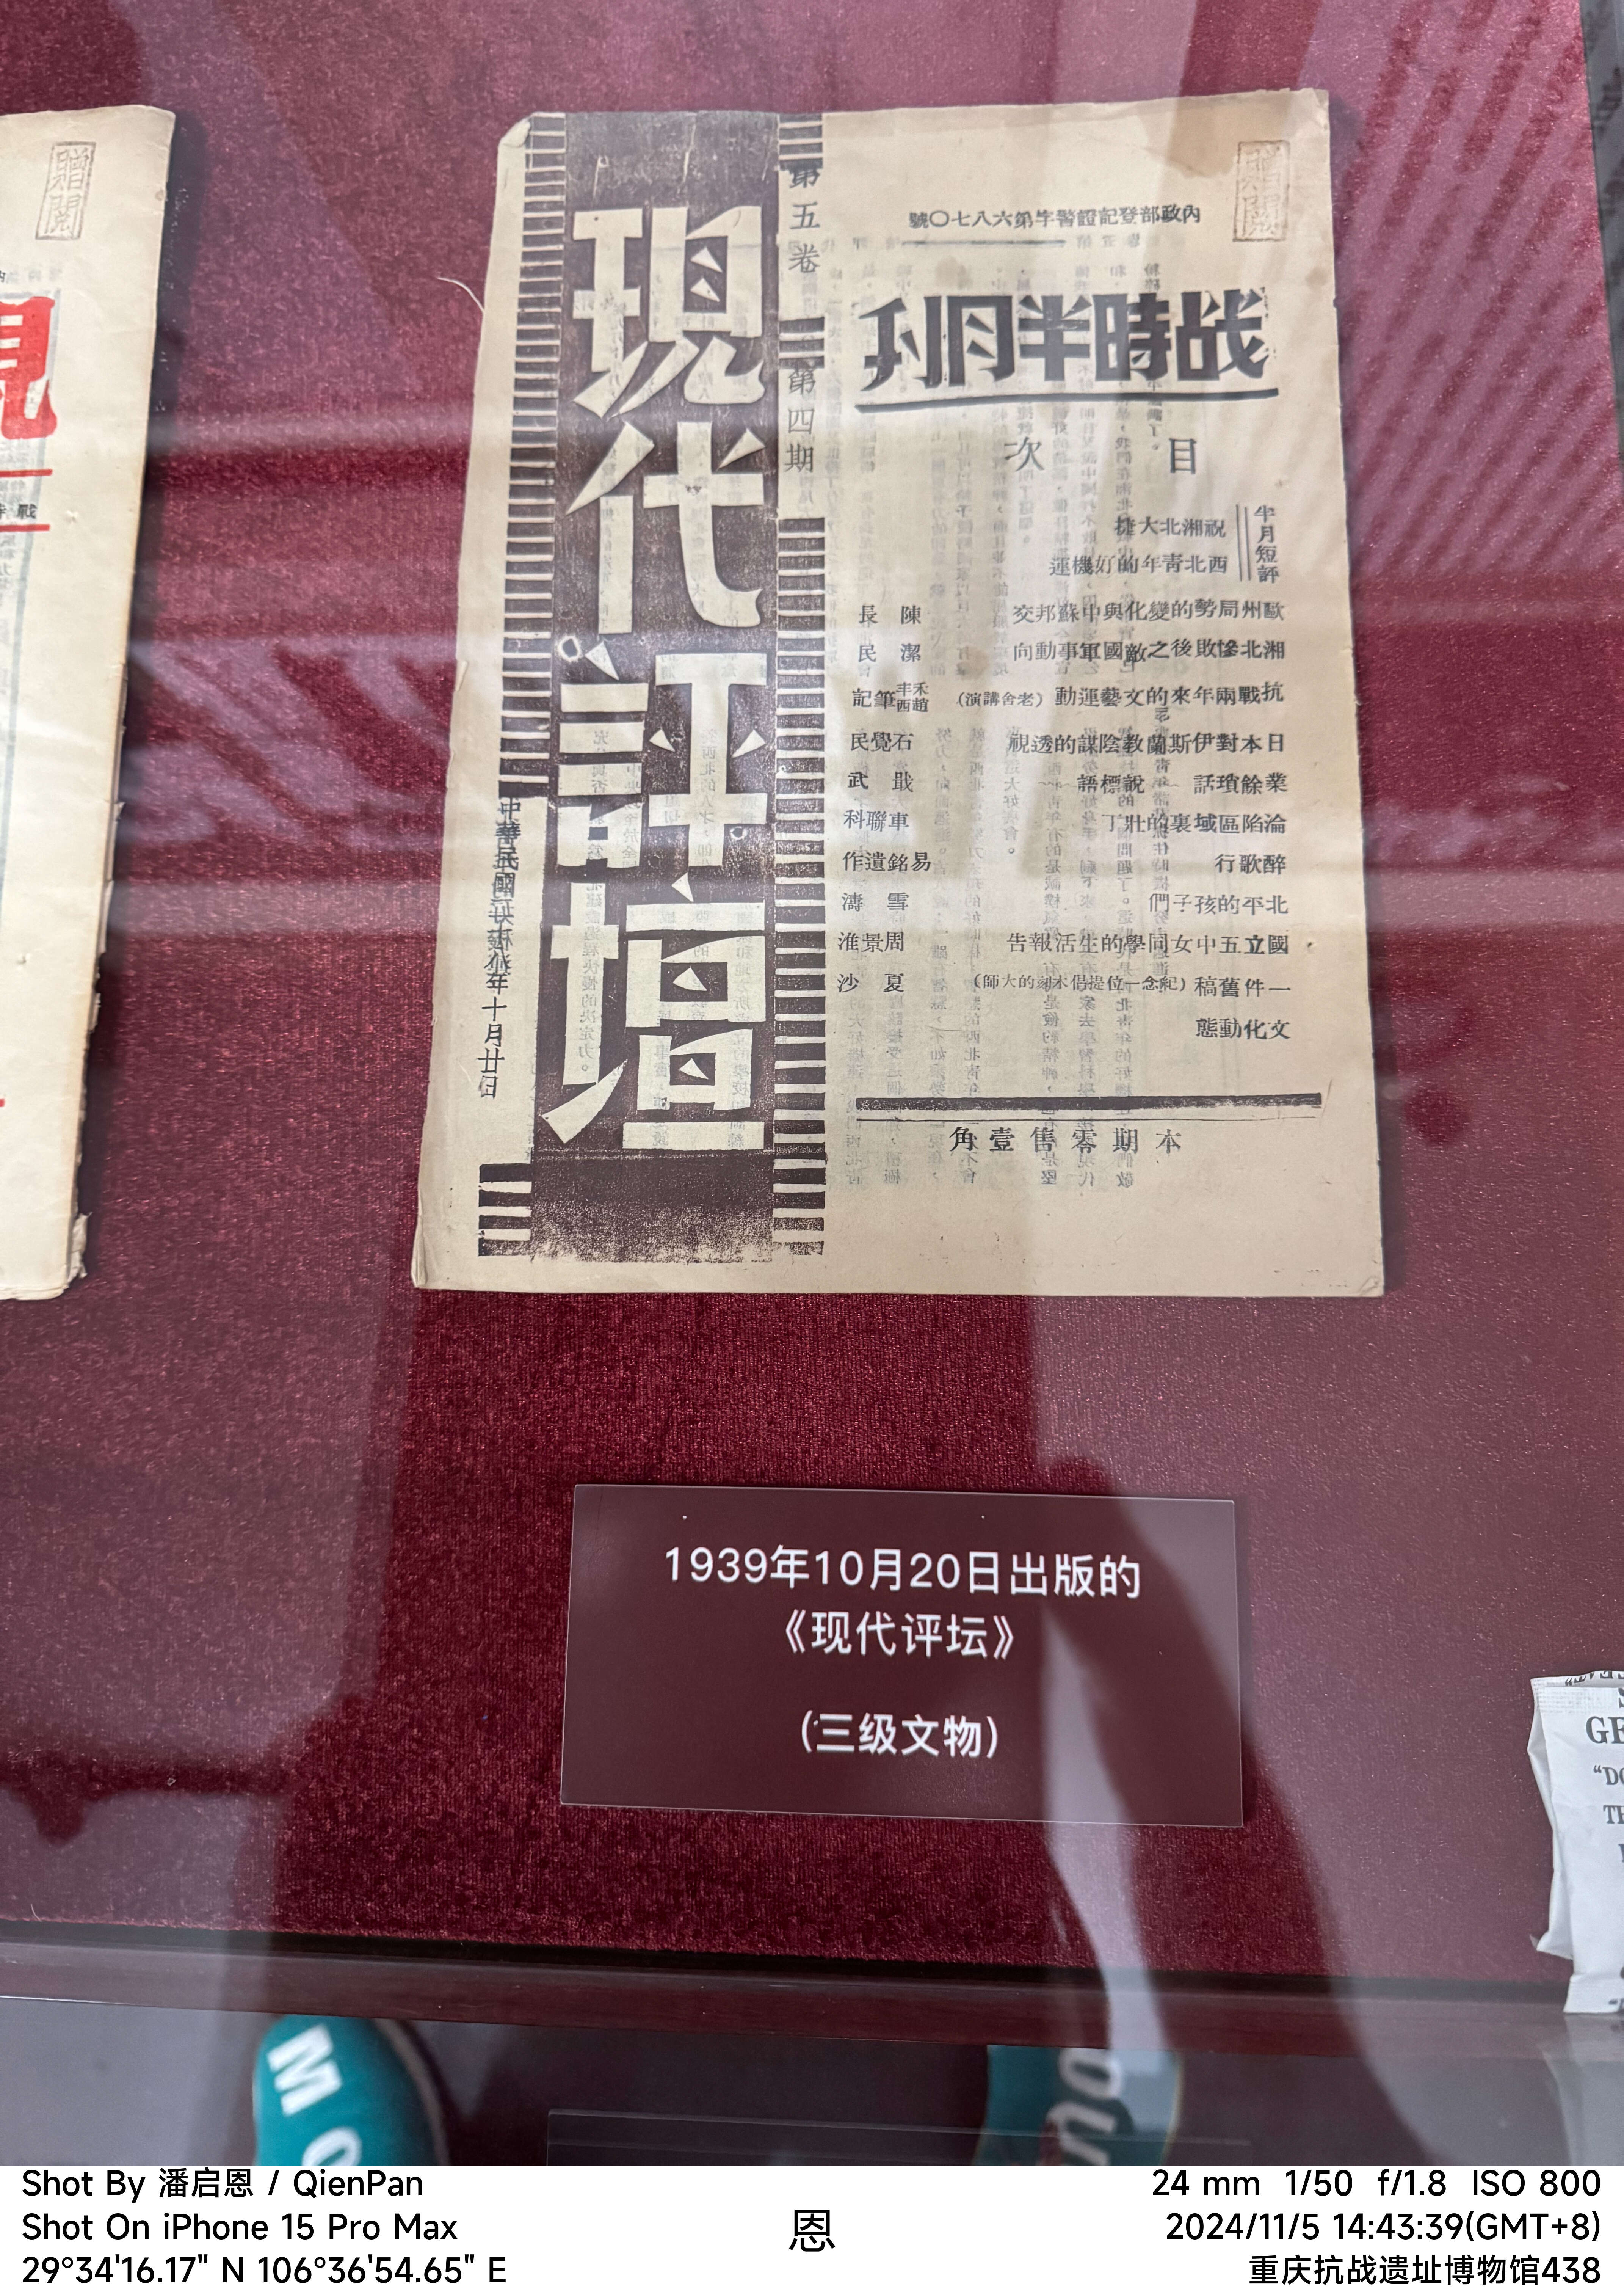 贈閱
戰
現代評壇
第五卷 第四期
中華民國廿八年十月廿日
贈閱
內政部登記證警字第六八七〇號
战時半月刊
目次
半月短評
祝湘北大捷
西北青年的好機運
歐州局勢的變化與中蘇邦交 陳長
湘北慘敗後之敵國軍事動向 潔民
抗戰兩年來的文藝運動(老舍講演) 禾丰 趙西 筆記
日本對伊斯蘭教陰謀的透視 石覺民
業餘瑣話——說標語—— 戢武
淪陷區域裏的壯丁 車聯科
醉歌行 易銘遺作
北平的孩子們 雪濤
國立五中女同學的生活報告 周景淮
一件舊稿(紀念一位提倡木刻的大師) 夏沙
文化動態
本期零售壹角
1939年10月20日出版的
《现代评坛》
(三级文物)
GE
Shot By 潘启恩 / QienPan
Shot On iPhone 15 Pro Max
29°34'16.17" N 106°36'54.65" E
恩
24 mm 1/50 f/1.8 ISO 800
2024/11/5 14:43:39(GMT+8)
重庆抗战遗址博物馆438